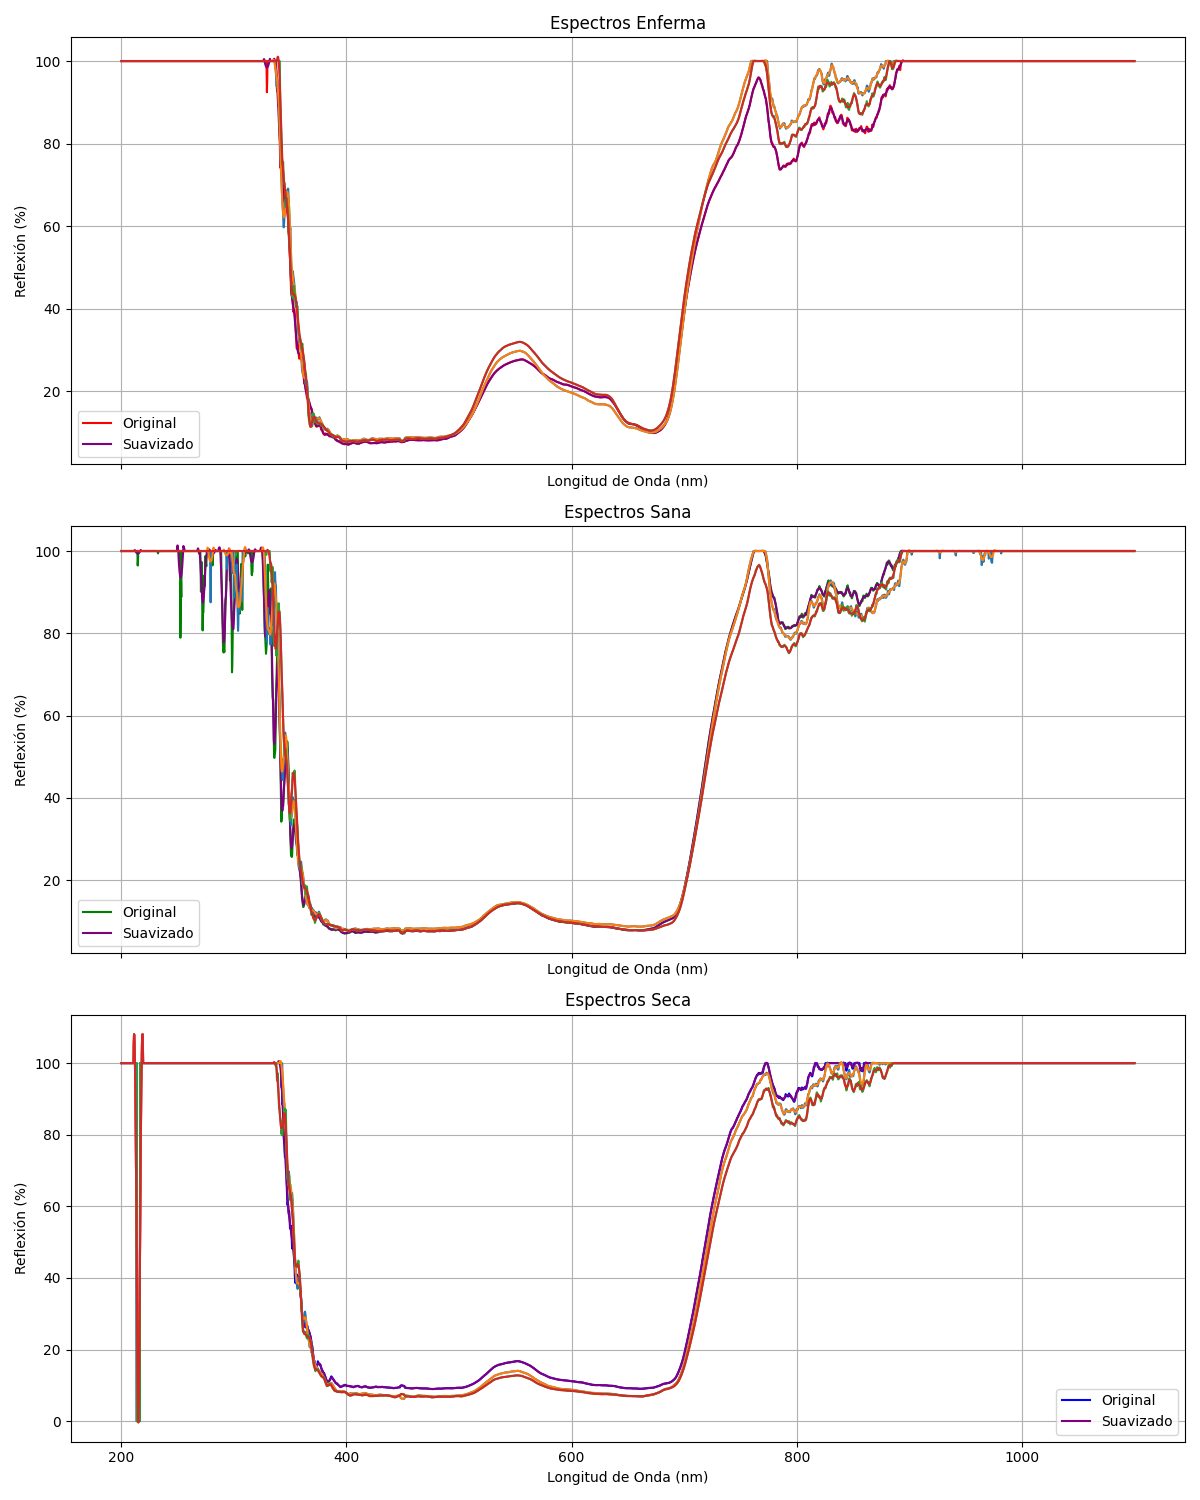 Espectros Enferma
100
80
60
40
20
Reflexión (%)
Original
Suavizado
Longitud de Onda (nm)
Espectros Sana
100
80
60
40
20
Reflexión (%)
Original
Suavizado
Longitud de Onda (nm)
Espectros Seca
100
80
60
40
20
0
Reflexión (%)
Original
Suavizado
200 400 600 800 1000
Longitud de Onda (nm)